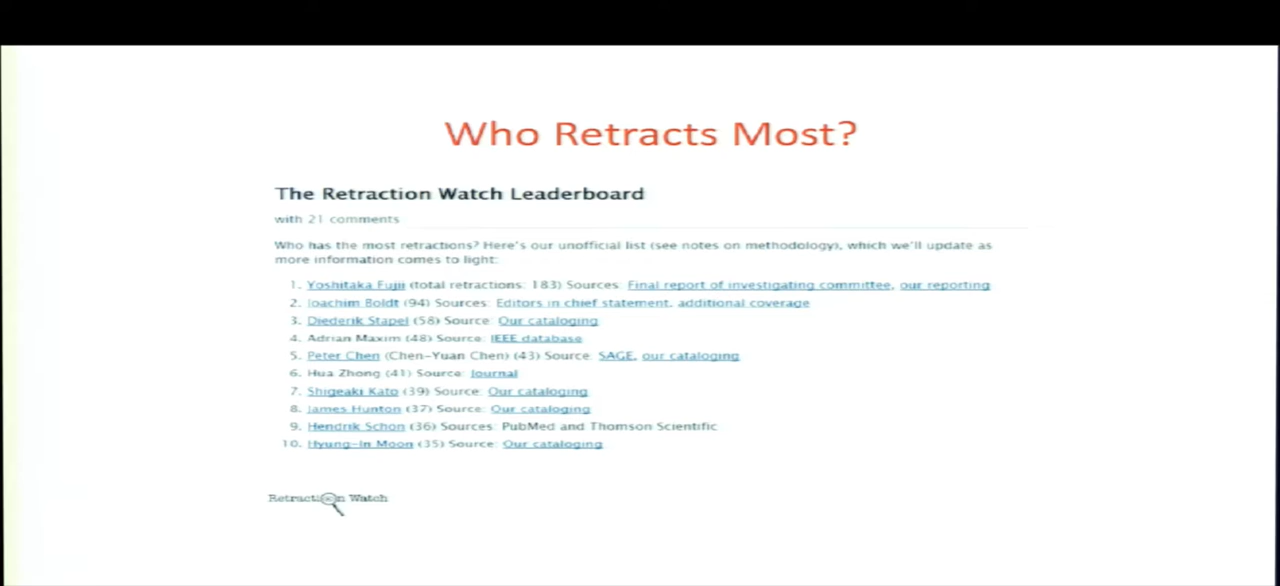 Who Retracts Most?
The Retraction Watch Leaderboard
with 21 comments
Who has the most retractions? Here's our unofficial list (see notes on methodology), which we'll update as
more information comes to light:
1. Yoshitaka Fujii (total retractions: 183) Sources: Final report of investigating committee, our reporting
2. Joachim Boldt (94) Sources: Editors in chief statement, additional coverage
3. Diederik Stapel (58) Source: Our cataloging
4. Adrian Maxim (48) Source: IEEE database
5. Peter Chen (Chen-Yuan Chen) (43) Source: SAGE, our cataloging
6. Hua Zhong (41) Source: Journal
7. Shigeaki Kato (39) Source: Our cataloging
8. James Hunton (37) Source: Our cataloging
9. Hendrik Schon (36) Sources: PubMed and Thomson Scientific
10. Hyung-In Moon (35) Source: Our cataloging
Retraction Watch